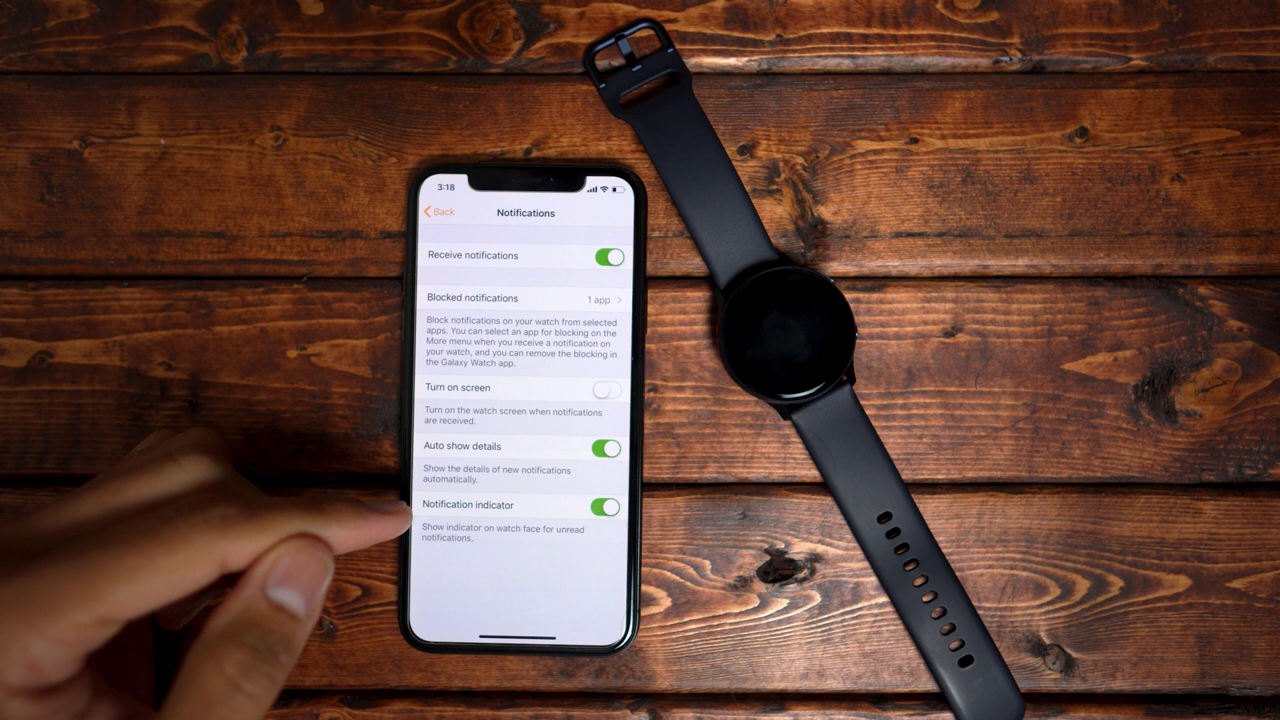 3:18
Back
Notifications
Receive notifications
Blocked notifications 1 app
Block notifications on your watch from selected
apps. You can select an app for blocking on the
More menu when you receive a notification on
your watch, and you can remove the blocking in
the Galaxy Watch app.
Turn on screen
Turn on the watch screen when notifications
are received.
Auto show details
Show the details of new notifications
automatically.
Notification indicator
Show indicator on watch face for unread
notifications.